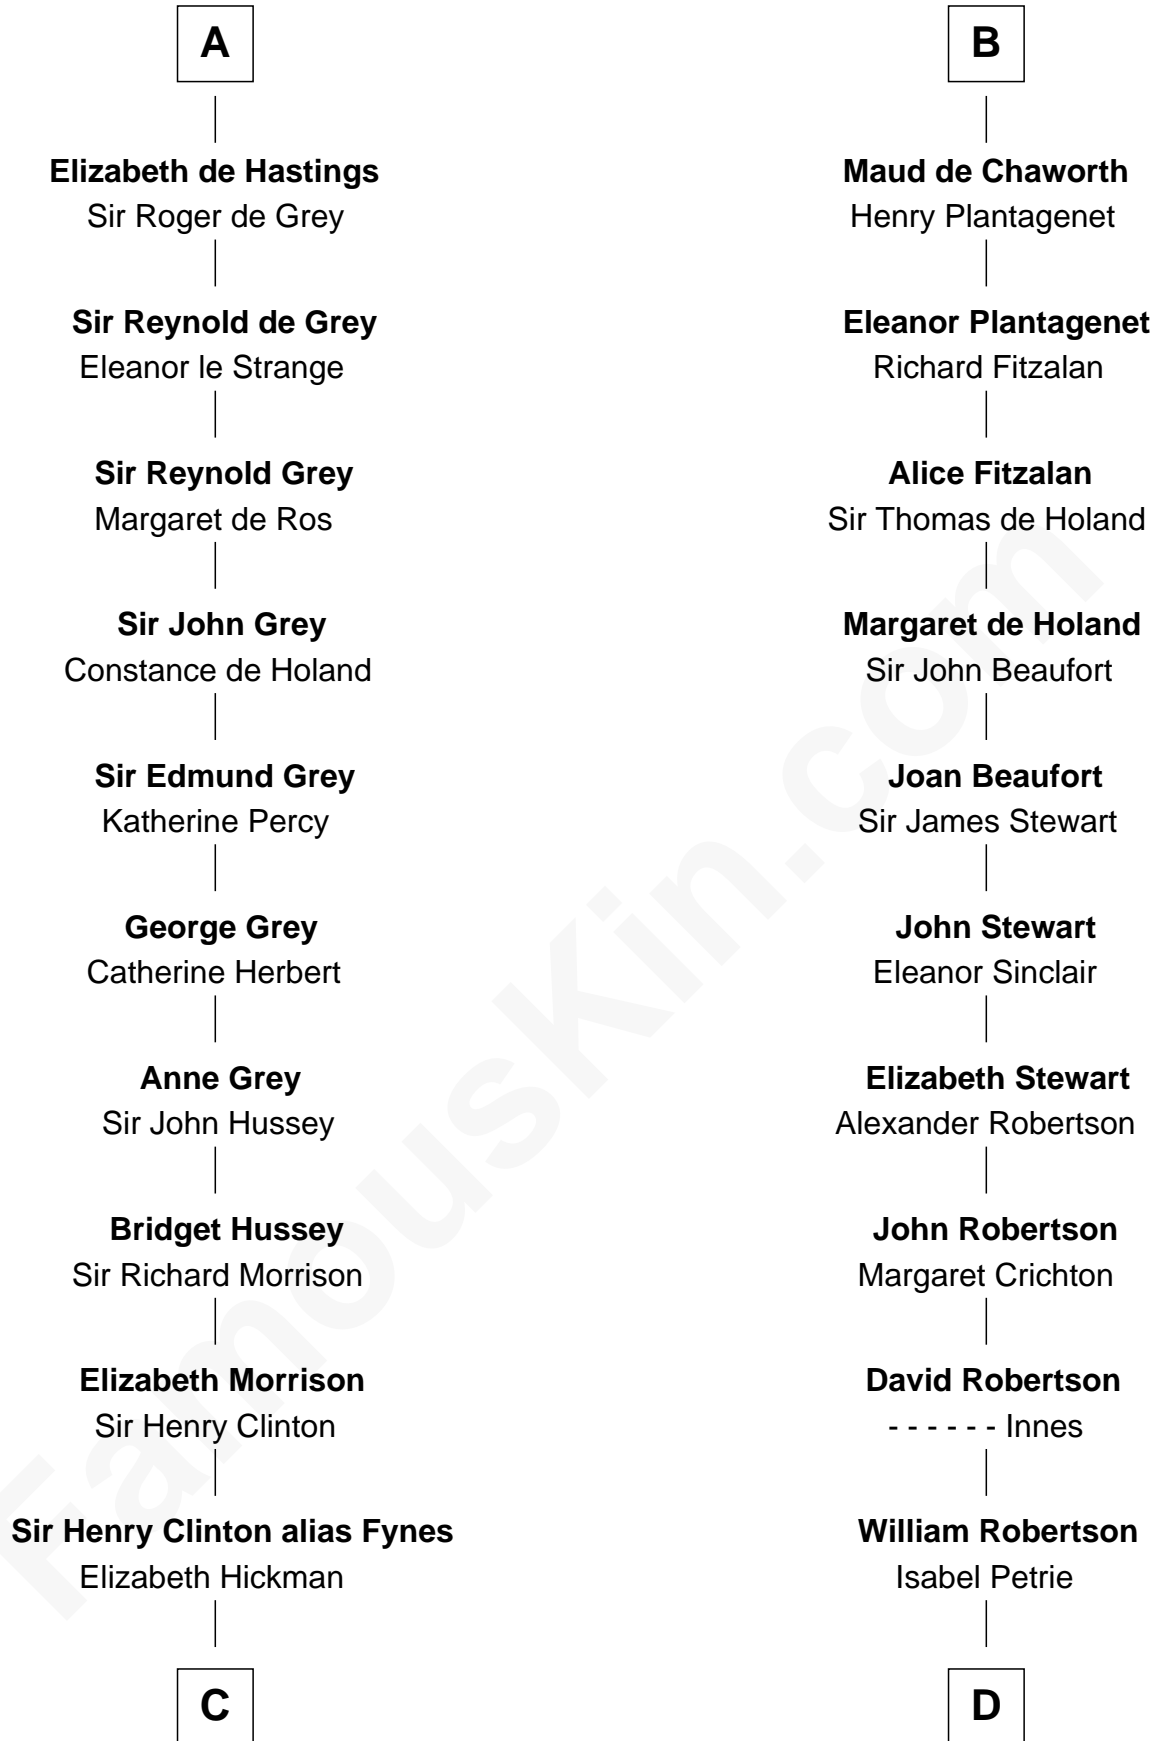 A
Elizabeth de Hastings
Sir Roger de Grey
Sir Reynold de Grey
Eleanor le Strange
Sir Reynold Grey
Margaret de Ros
Sir John Grey
Constance de Holand
Sir Edmund Grey
Katherine Percy
George Grey
Catherine Herbert
Anne Grey
Sir John Hussey
Bridget Hussey
Sir Richard Morrison
Elizabeth Morrison
Sir Henry Clinton
Sir Henry Clinton alias Fynes
Elizabeth Hickman
C
B
Maud de Chaworth
Henry Plantagenet
Eleanor Plantagenet
Richard Fitzalan
Alice Fitzalan
Sir Thomas de Holand
Margaret de Holand
Sir John Beaufort
Joan Beaufort
Sir James Stewart
John Stewart
Eleanor Sinclair
Elizabeth Stewart
Alexander Robertson
John Robertson
Margaret Crichton
David Robertson
- - - - - - Innes
William Robertson
Isabel Petrie
D
FamousKin.com